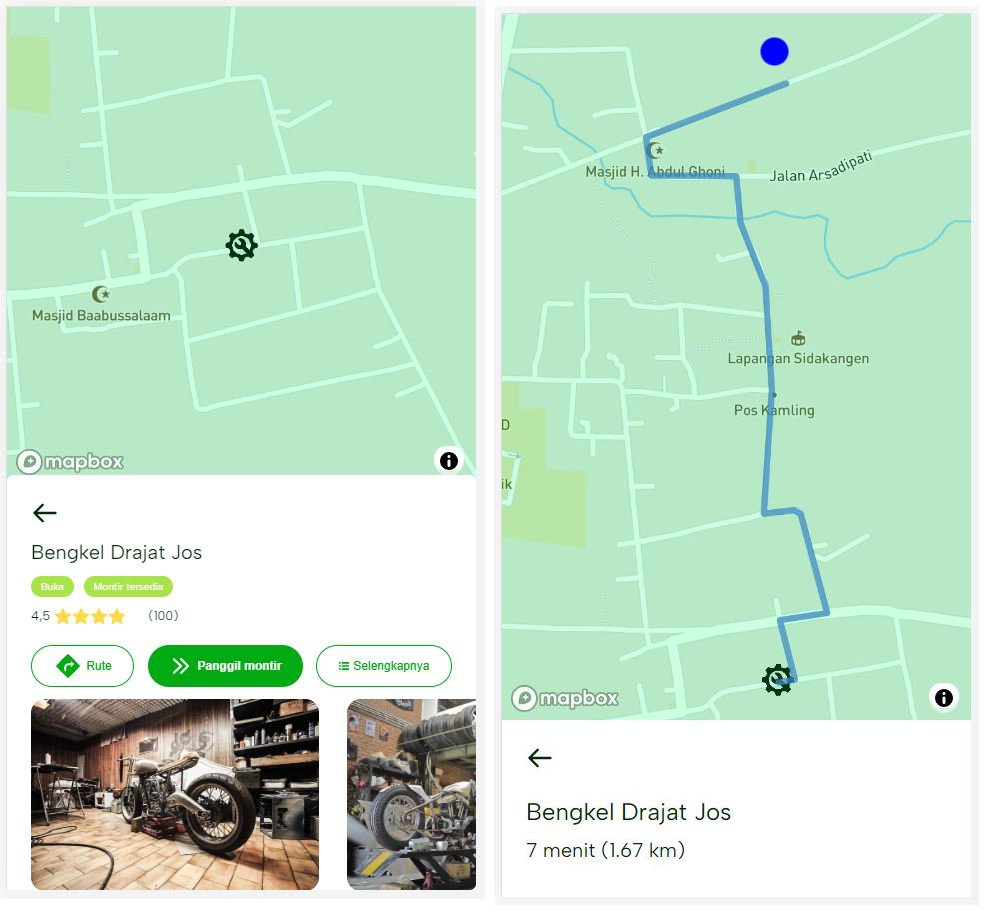 Masjid Baabussalaam
mapbox
Bengkel Drajat Jos
Buka
Montir tersedia
4,5
(100)
Rute
Panggil montir
Selengkapnya
Masjid H. Abdul Ghoni
Jalan Arsadipati
Lapangan Sidakangen
Pos Kamling
D
ik
mapbox
Bengkel Drajat Jos
7 menit (1.67 km)